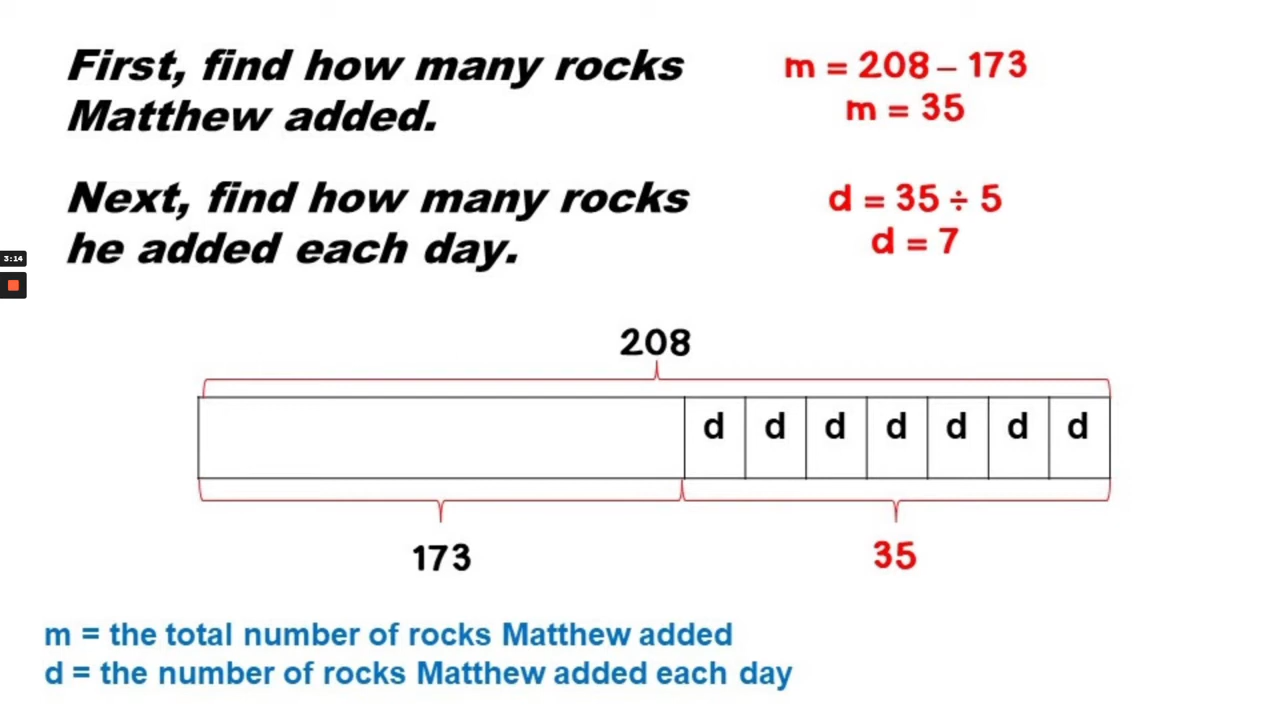 First, find how many rocks
Matthew added.
m = 208 – 173
m = 35
Next, find how many rocks
he added each day.
d = 35 ÷ 5
d = 7
3:14
208
d d d d d d d
173
35
m = the total number of rocks Matthew added
d = the number of rocks Matthew added each day